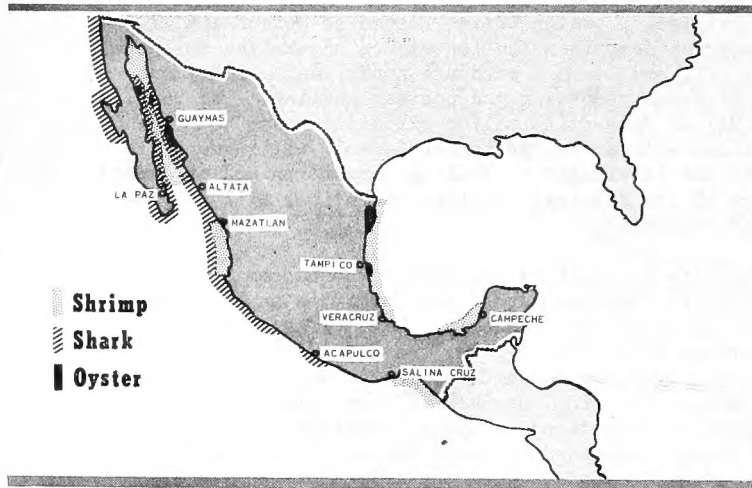 GUAYMAS
LA PAZ
ALTATA
MAZATLAN
TAMPICO
VERACRUZ
CAMPECHE
ACAPULCO
SALINA CRUZ
Shrimp
Shark
Oyster